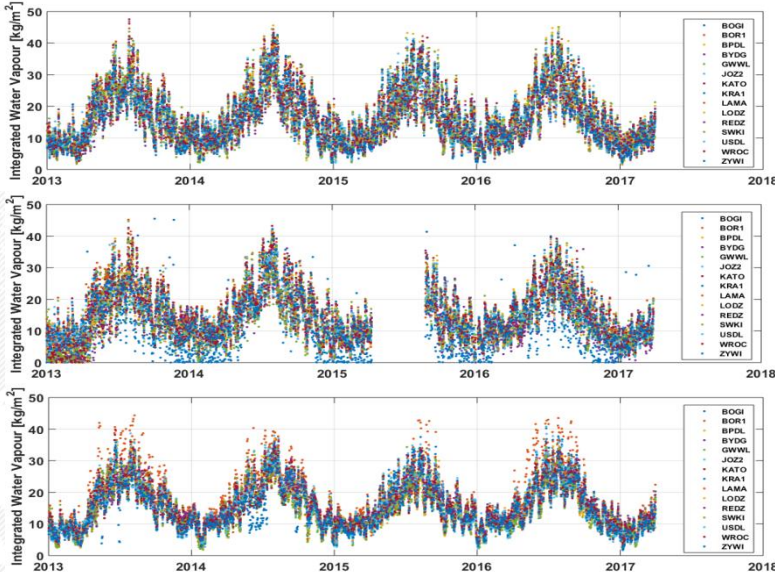 Integrated Water Vapour [kg/m²]
50
40
30
20
10
0
2013 2014 2015 2016 2017 2018
BOGI
BOR1
BPDL
BYDG
GWWL
JOZ2
KATO
KRA1
LAMA
LODZ
REDZ
SWKI
USDL
WROC
ZYWI
Integrated Water Vapour [kg/m²]
50
40
30
20
10
0
2013 2014 2015 2016 2017 2018
BOGI
BOR1
BPDL
BYDG
GWWL
JOZ2
KATO
KRA1
LAMA
LODZ
REDZ
SWKI
USDL
WROC
ZYWI
Integrated Water Vapour [kg/m²]
50
40
30
20
10
0
2013 2014 2015 2016 2017 2018
BOGI
BOR1
BPDL
BYDG
GWWL
JOZ2
KATO
KRA1
LAMA
LODZ
REDZ
SWKI
USDL
WROC
ZYWI